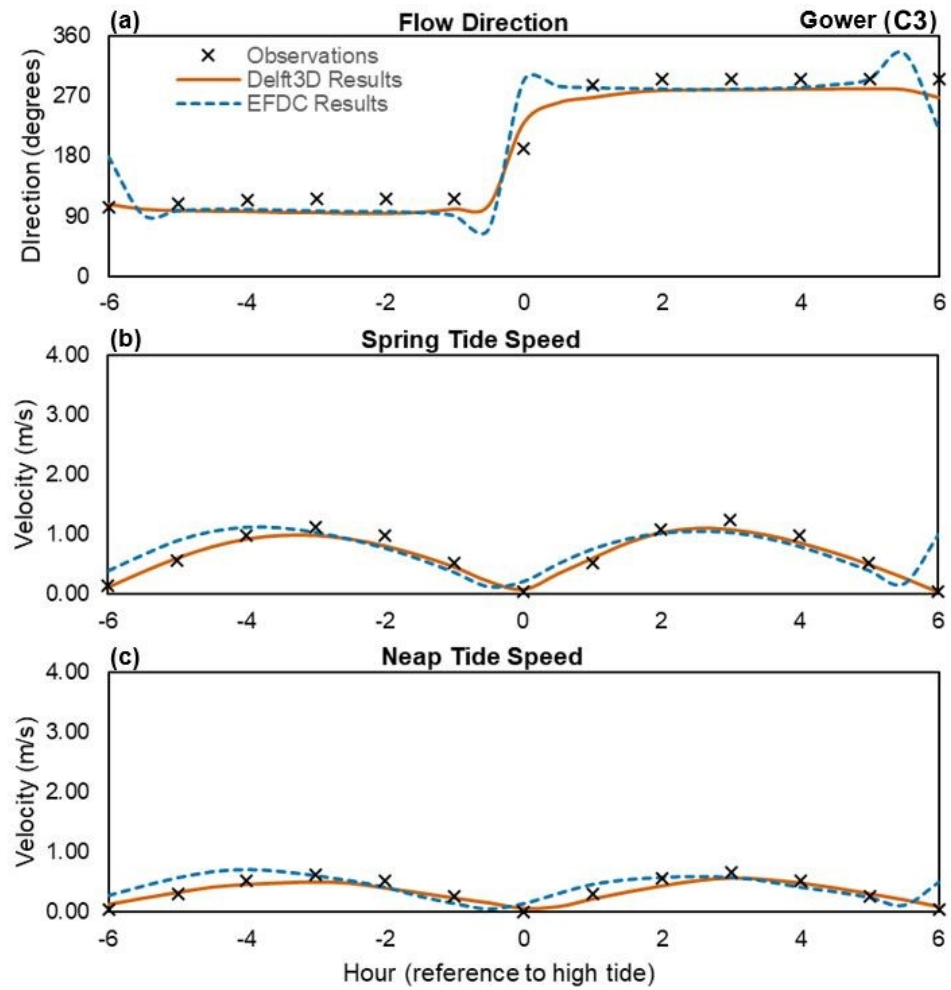 (a) Flow Direction Gower (C3)
360
270
180
90
0
DIrection (degrees)
Observations
Delft3D Results
EFDC Results
-6 -4 -2 0 2 4 6
(b) Spring Tide Speed
4.00
3.00
2.00
1.00
0.00
Velocity (m/s)
-6 -4 -2 0 2 4 6
(c) Neap Tide Speed
4.00
3.00
2.00
1.00
0.00
Velocity (m/s)
-6 -4 -2 0 2 4 6
Hour (reference to high tide)